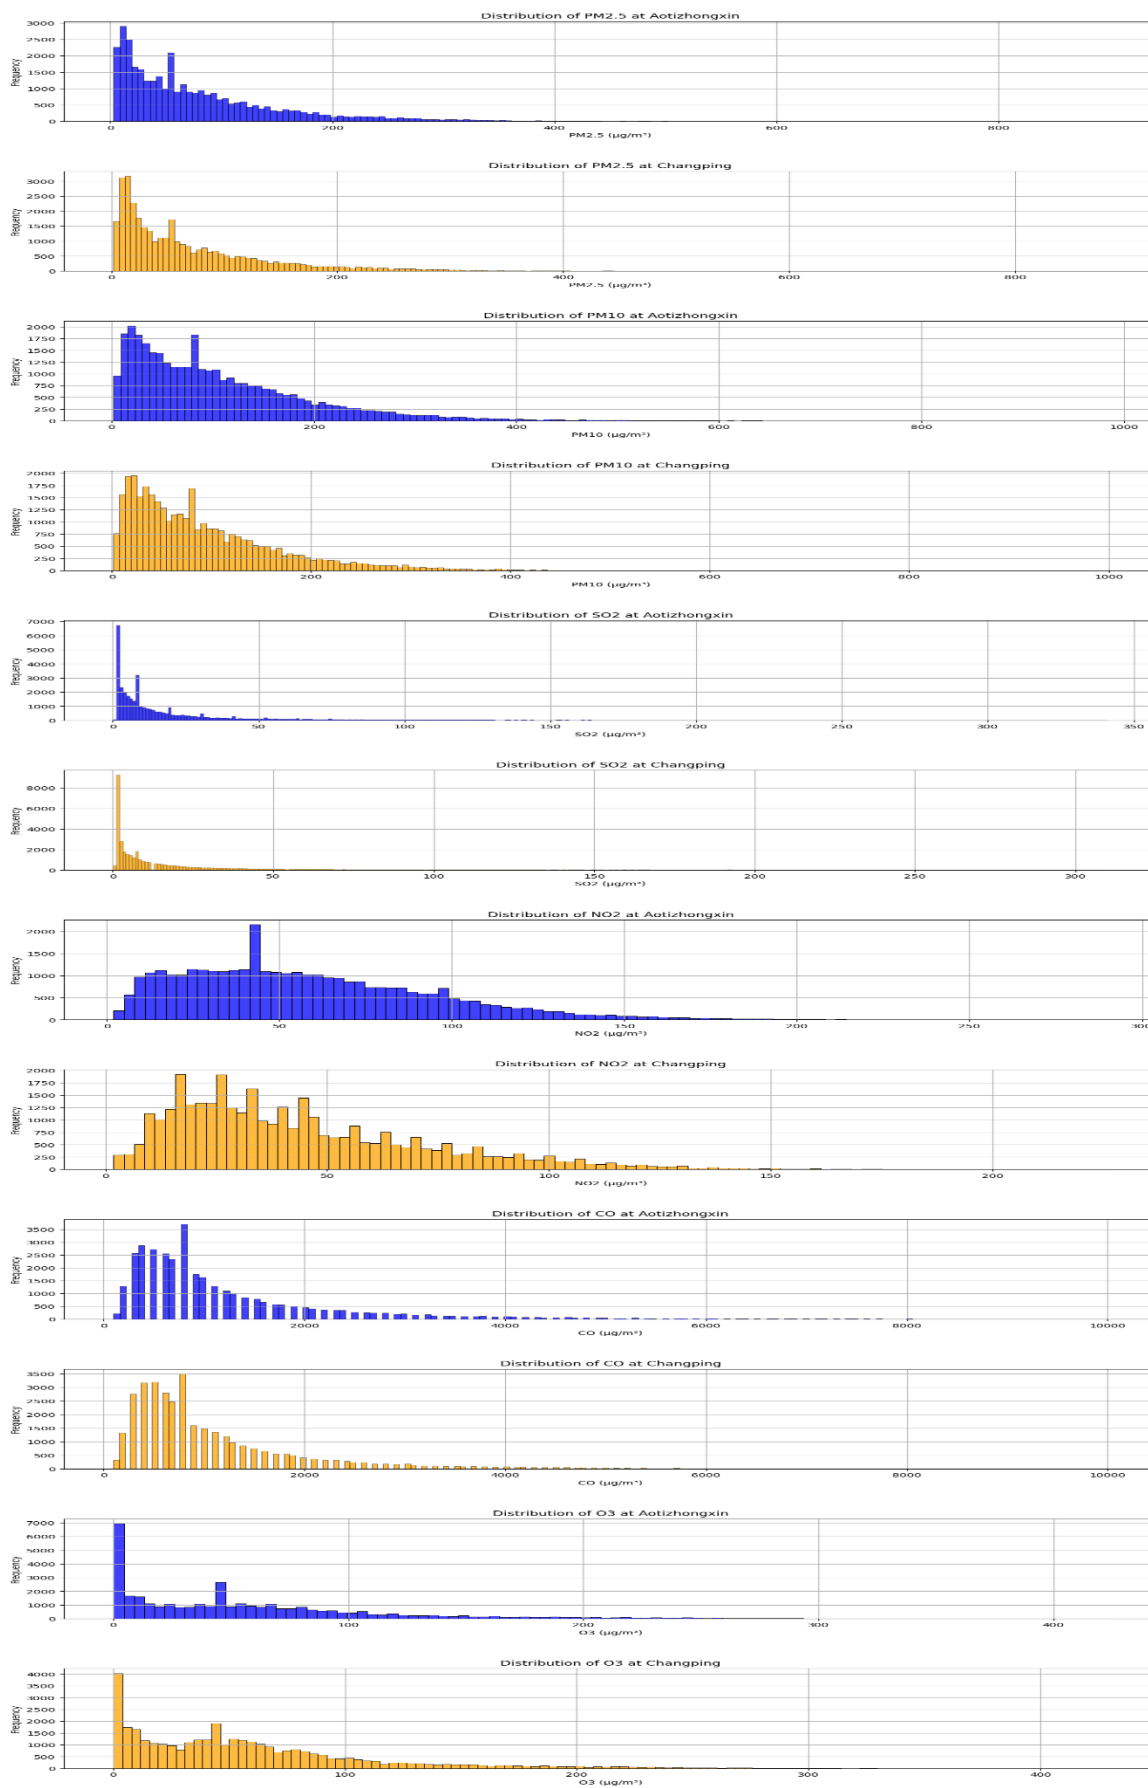 Distribution of PM2.5 at Aotizhongxin
3000
2500
2000
1500
1000
500
0
Frequency
0 200 400 600 800
PM2.5 (µg/m³)
Distribution of PM2.5 at Changping
3000
2500
2000
1500
1000
500
0
Frequency
0 200 400 600 800
PM2.5 (µg/m³)
Distribution of PM10 at Aotizhongxin
2000
1750
1500
1250
1000
750
500
250
0
Frequency
0 200 400 600 800 1000
PM10 (µg/m³)
Distribution of PM10 at Changping
2000
1750
1500
1250
1000
750
500
250
0
Frequency
0 200 400 600 800 1000
PM10 (µg/m³)
Distribution of SO2 at Aotizhongxin
7000
6000
5000
4000
3000
2000
1000
0
Frequency
0 50 100 150 200 250 300 350
SO2 (µg/m³)
Distribution of SO2 at Changping
8000
6000
4000
2000
0
Frequency
0 50 100 150 200 250 300
SO2 (µg/m³)
Distribution of NO2 at Aotizhongxin
2000
1500
1000
500
0
Frequency
0 50 100 150 200 250 300
NO2 (µg/m³)
Distribution of NO2 at Changping
2000
1750
1500
1250
1000
750
500
250
0
Frequency
0 50 100 150 200
NO2 (µg/m³)
Distribution of CO at Aotizhongxin
3500
3000
2500
2000
1500
1000
500
0
Frequency
0 2000 4000 6000 8000 10000
CO (µg/m³)
Distribution of CO at Changping
3500
3000
2500
2000
1500
1000
500
0
Frequency
0 2000 4000 6000 8000 10000
CO (µg/m³)
Distribution of O3 at Aotizhongxin
7000
6000
5000
4000
3000
2000
1000
0
Frequency
0 100 200 300 400
O3 (µg/m³)
Distribution of O3 at Changping
4000
3500
3000
2500
2000
1500
1000
500
0
Frequency
0 100 200 300 400
O3 (µg/m³)